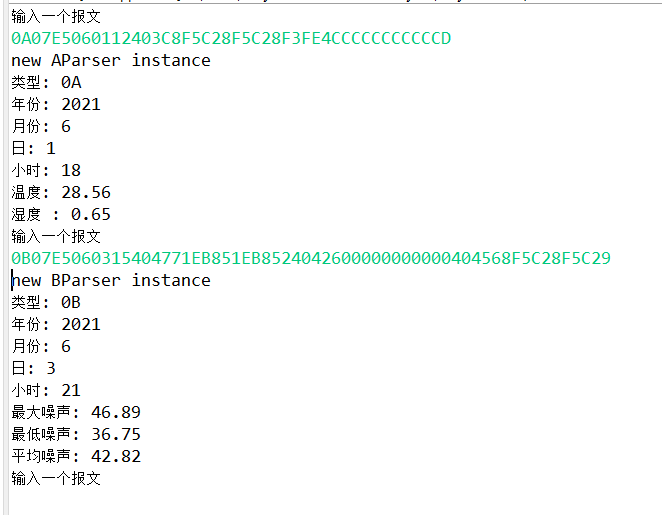 输入一个报文
0A07E5060112403C8F5C28F5C28F3FE4CCCCCCCCCCCD
new AParser instance
类型: 0A
年份: 2021
月份: 6
日: 1
小时: 18
温度: 28.56
湿度 : 0.65
输入一个报文
0B07E5060315404771EB851EB8524042600000000000404568F5C28F5C29
new BParser instance
类型: 0B
年份: 2021
月份: 6
日: 3
小时: 21
最大噪声: 46.89
最低噪声: 36.75
平均噪声: 42.82
输入一个报文